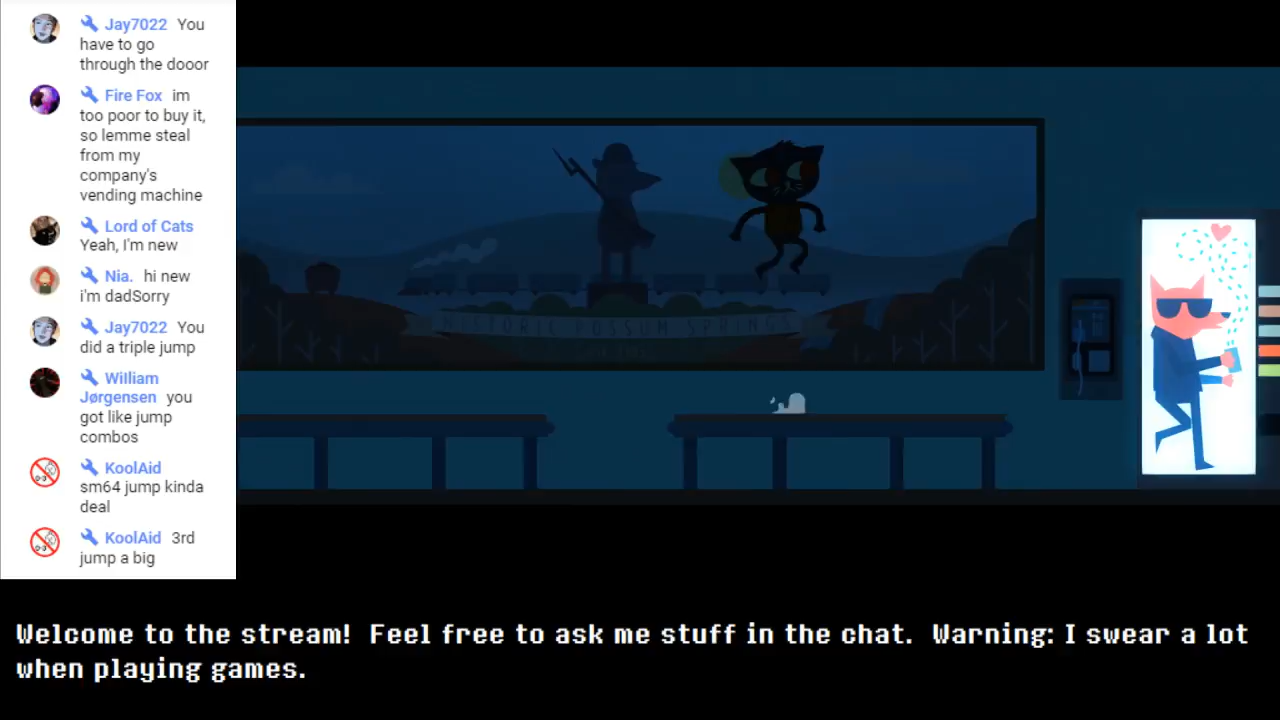 Jay7022 You
have to go
through the dooor
Fire Fox im
too poor to buy it,
so lemme steal
from my
company's
vending machine
Lord of Cats
Yeah, I'm new
Nia. hi new
i'm dadSorry
Jay7022 You
did a triple jump
William
Jørgensen you
got like jump
combos
KoolAid
sm64 jump kinda
deal
KoolAid 3rd
jump a big
HISTORIC POSSUM SPRINGS
Welcome to the stream! Feel free to ask me stuff in the chat. Warning: I swear a lot
when playing games.